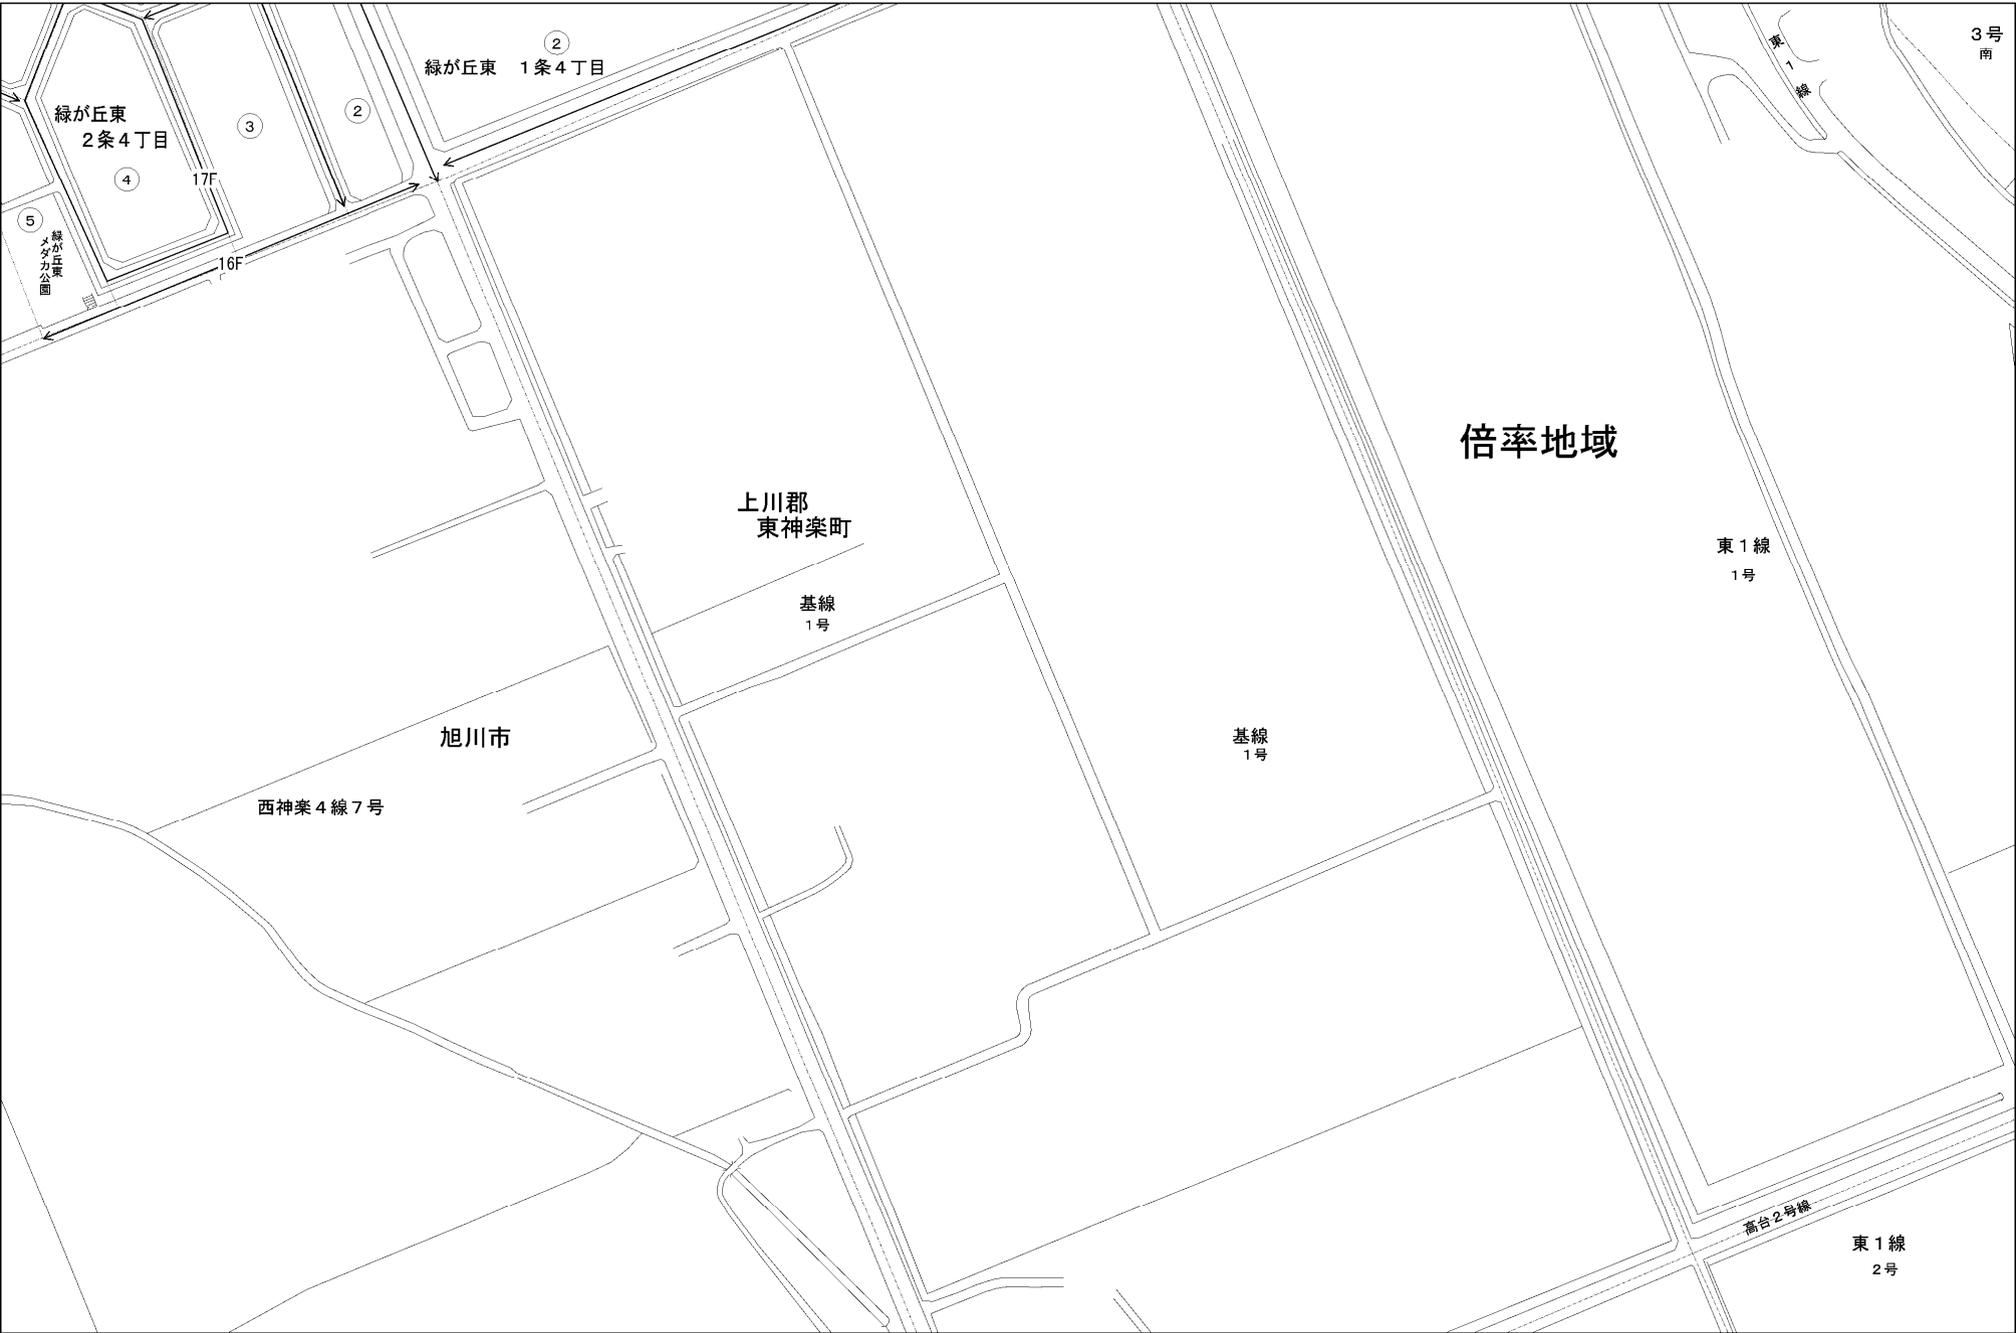 3号
南
東1線
②
緑が丘東 1条4丁目
緑が丘東
2条4丁目
②
③
④
17F
⑤
緑が丘東
メダカ公園
16F
倍率地域
上川郡
東神楽町
東1線
1号
基線
1号
旭川市
基線
1号
西神楽4線7号
高台2号線
東1線
2号